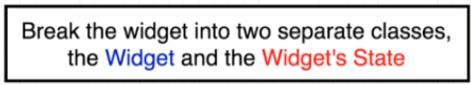 Break the widget into two separate classes,
the Widget and the Widget's State